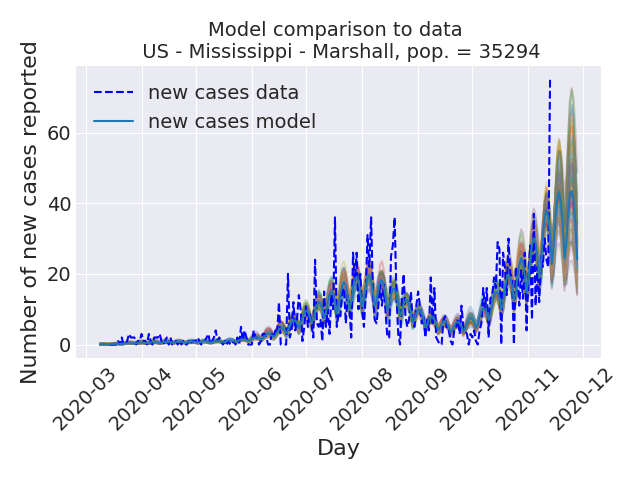 Model comparison to data
US - Mississippi - Marshall, pop. = 35294
Number of new cases reported
new cases data
new cases model
60
40
20
0
2020-03
2020-04
2020-05
2020-06
2020-07
2020-08
2020-09
2020-10
2020-11
2020-12
Day